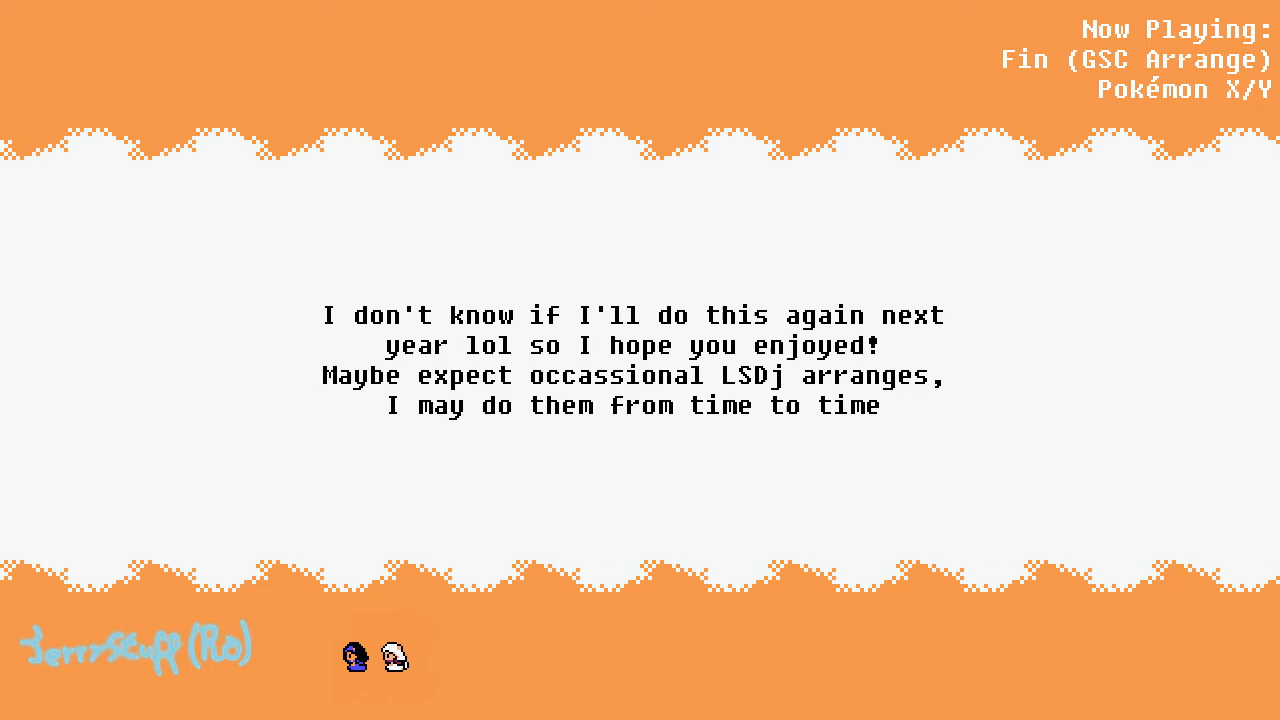 Now Playing:
Fin (GSC Arrange)
Pokémon X/Y
I don't know if I'll do this again next
year lol so I hope you enjoyed!
Maybe expect occassional LSDj arranges,
I may do them from time to time
JerryStuff (Ro)